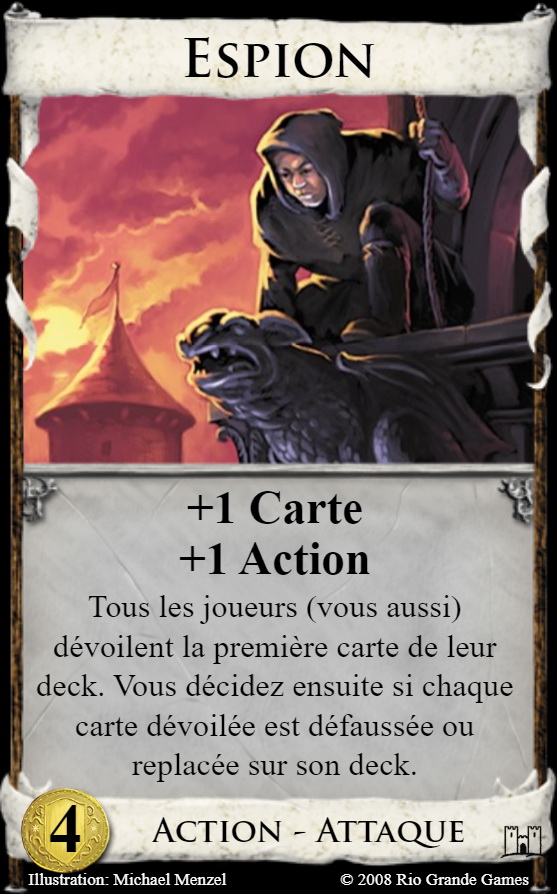 Espion
+1 Carte
+1 Action
Tous les joueurs (vous aussi)
dévoilent la première carte de leur
deck. Vous décidez ensuite si chaque
carte dévoilée est défaussée ou
replacée sur son deck.
4
Action - Attaque
Illustration: Michael Menzel
© 2008 Rio Grande Games